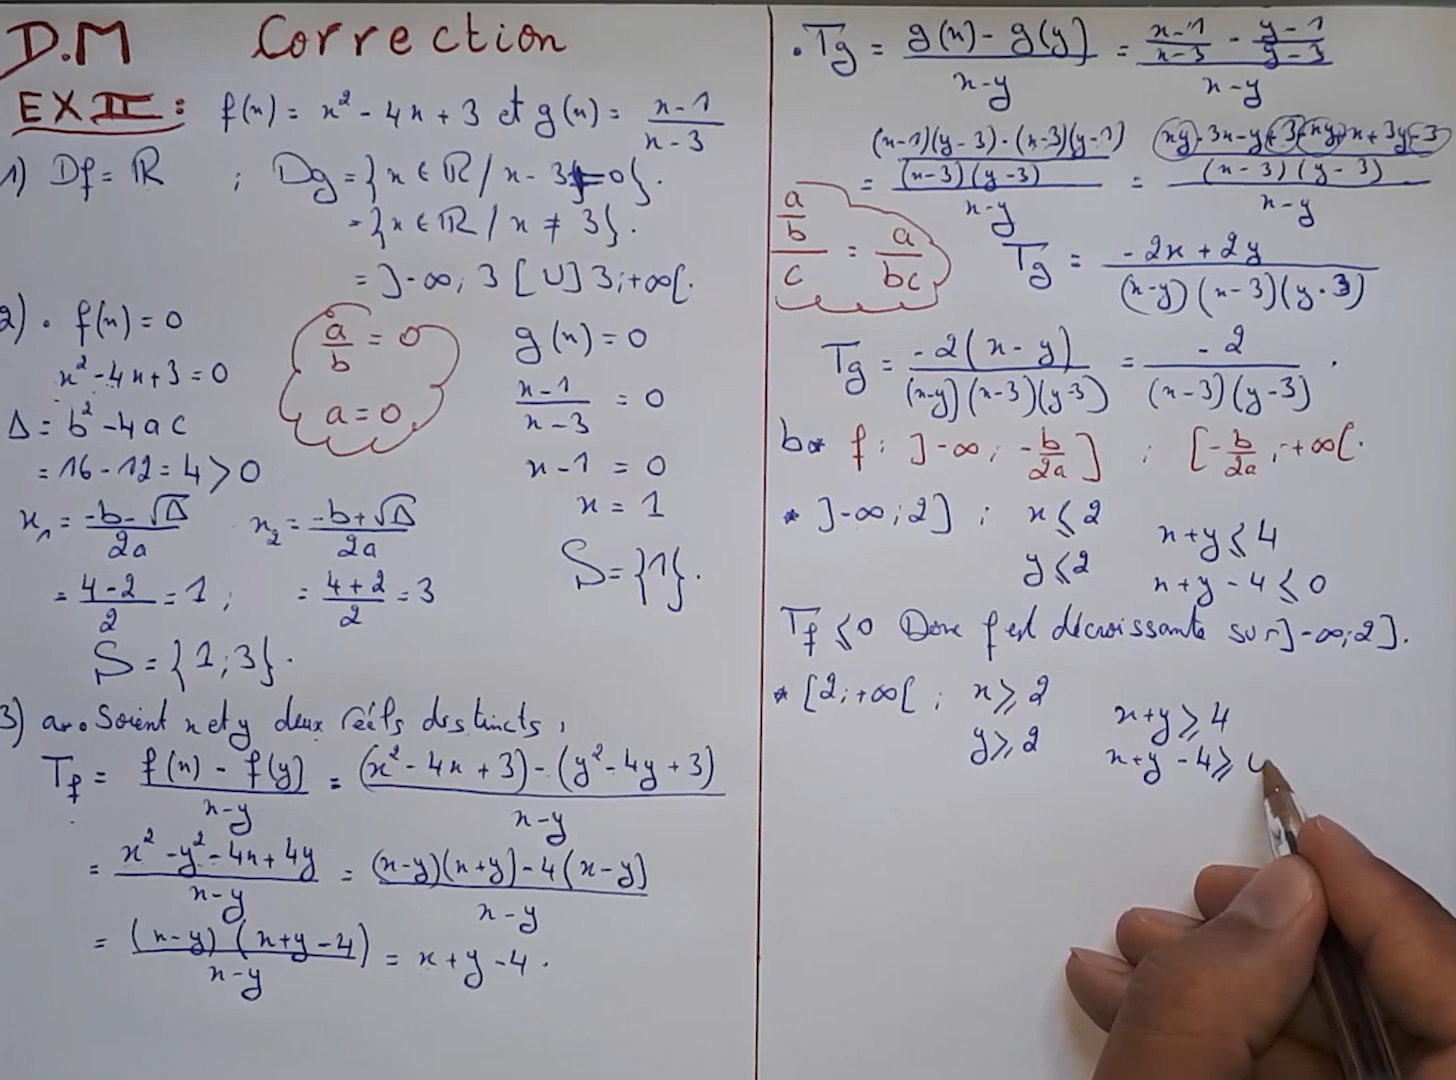 D.M Correction
EX II : f(x) = x² - 4x + 3 et g(x) = (x-1)/(x-3)
1) Df = ℝ ; Dg = {x ∈ ℝ / x - 3 ≠ 0}.
= {x ∈ ℝ / x ≠ 3}.
= ]-∞; 3[ U ]3; +∞[.
2) • f(x) = 0
x² - 4x + 3 = 0
Δ = b² - 4ac
= 16 - 12 = 4 > 0
x₁ = (-b - √Δ)/2a x₂ = (-b + √Δ)/2a
= (4 - 2)/2 = 1 ; = (4 + 2)/2 = 3
S = {1; 3}.
a/b = 0
a = 0
g(x) = 0
(x-1)/(x-3) = 0
x - 1 = 0
x = 1
S = {1}.
3) a. • Soient x et y deux réels distincts,
Tf = (f(x) - f(y))/(x-y) = ((x² - 4x + 3) - (y² - 4y + 3))/(x-y)
= (x² - y² - 4x + 4y)/(x-y) = ((x-y)(x+y) - 4(x-y))/(x-y)
= ((x-y)(x+y-4))/(x-y) = x + y - 4.
• Tg = (g(x) - g(y))/(x-y) = ((x-1)/(x-3) - (y-1)/(y-3))/(x-y)
= (((x-1)(y-3) - (x-3)(y-1))/((x-3)(y-3)))/(x-y) = ((xy - 3x - y + 3 - xy + x + 3y - 3)/((x-3)(y-3)))/(x-y)
(a/b)/c = a/bc
Tg = (-2x + 2y)/((x-y)(x-3)(y-3))
Tg = (-2(x-y))/((x-y)(x-3)(y-3)) = -2/((x-3)(y-3)).
b * f : ]-∞; -b/2a] ; [-b/2a; +∞[.
* ]-∞; 2] ; x ⩽ 2
y ⩽ 2
x + y ⩽ 4
x + y - 4 ⩽ 0
Tf ⩽ 0 Donc f est décroissante sur ]-∞; 2].
* [2; +∞[ ; x ⩾ 2
y ⩾ 2
x + y ⩾ 4
x + y - 4 ⩾